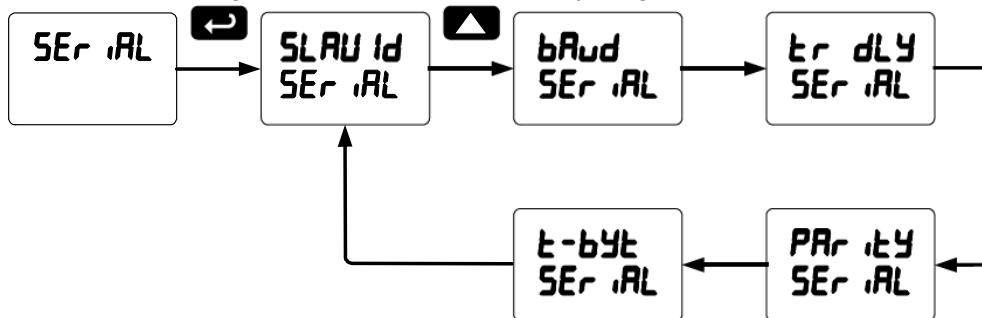 SEr iAL
SLAV Id
SEr iAL
bAud
SEr iAL
tr dLY
SEr iAL
PAr itY
SEr iAL
t-bYt
SEr iAL